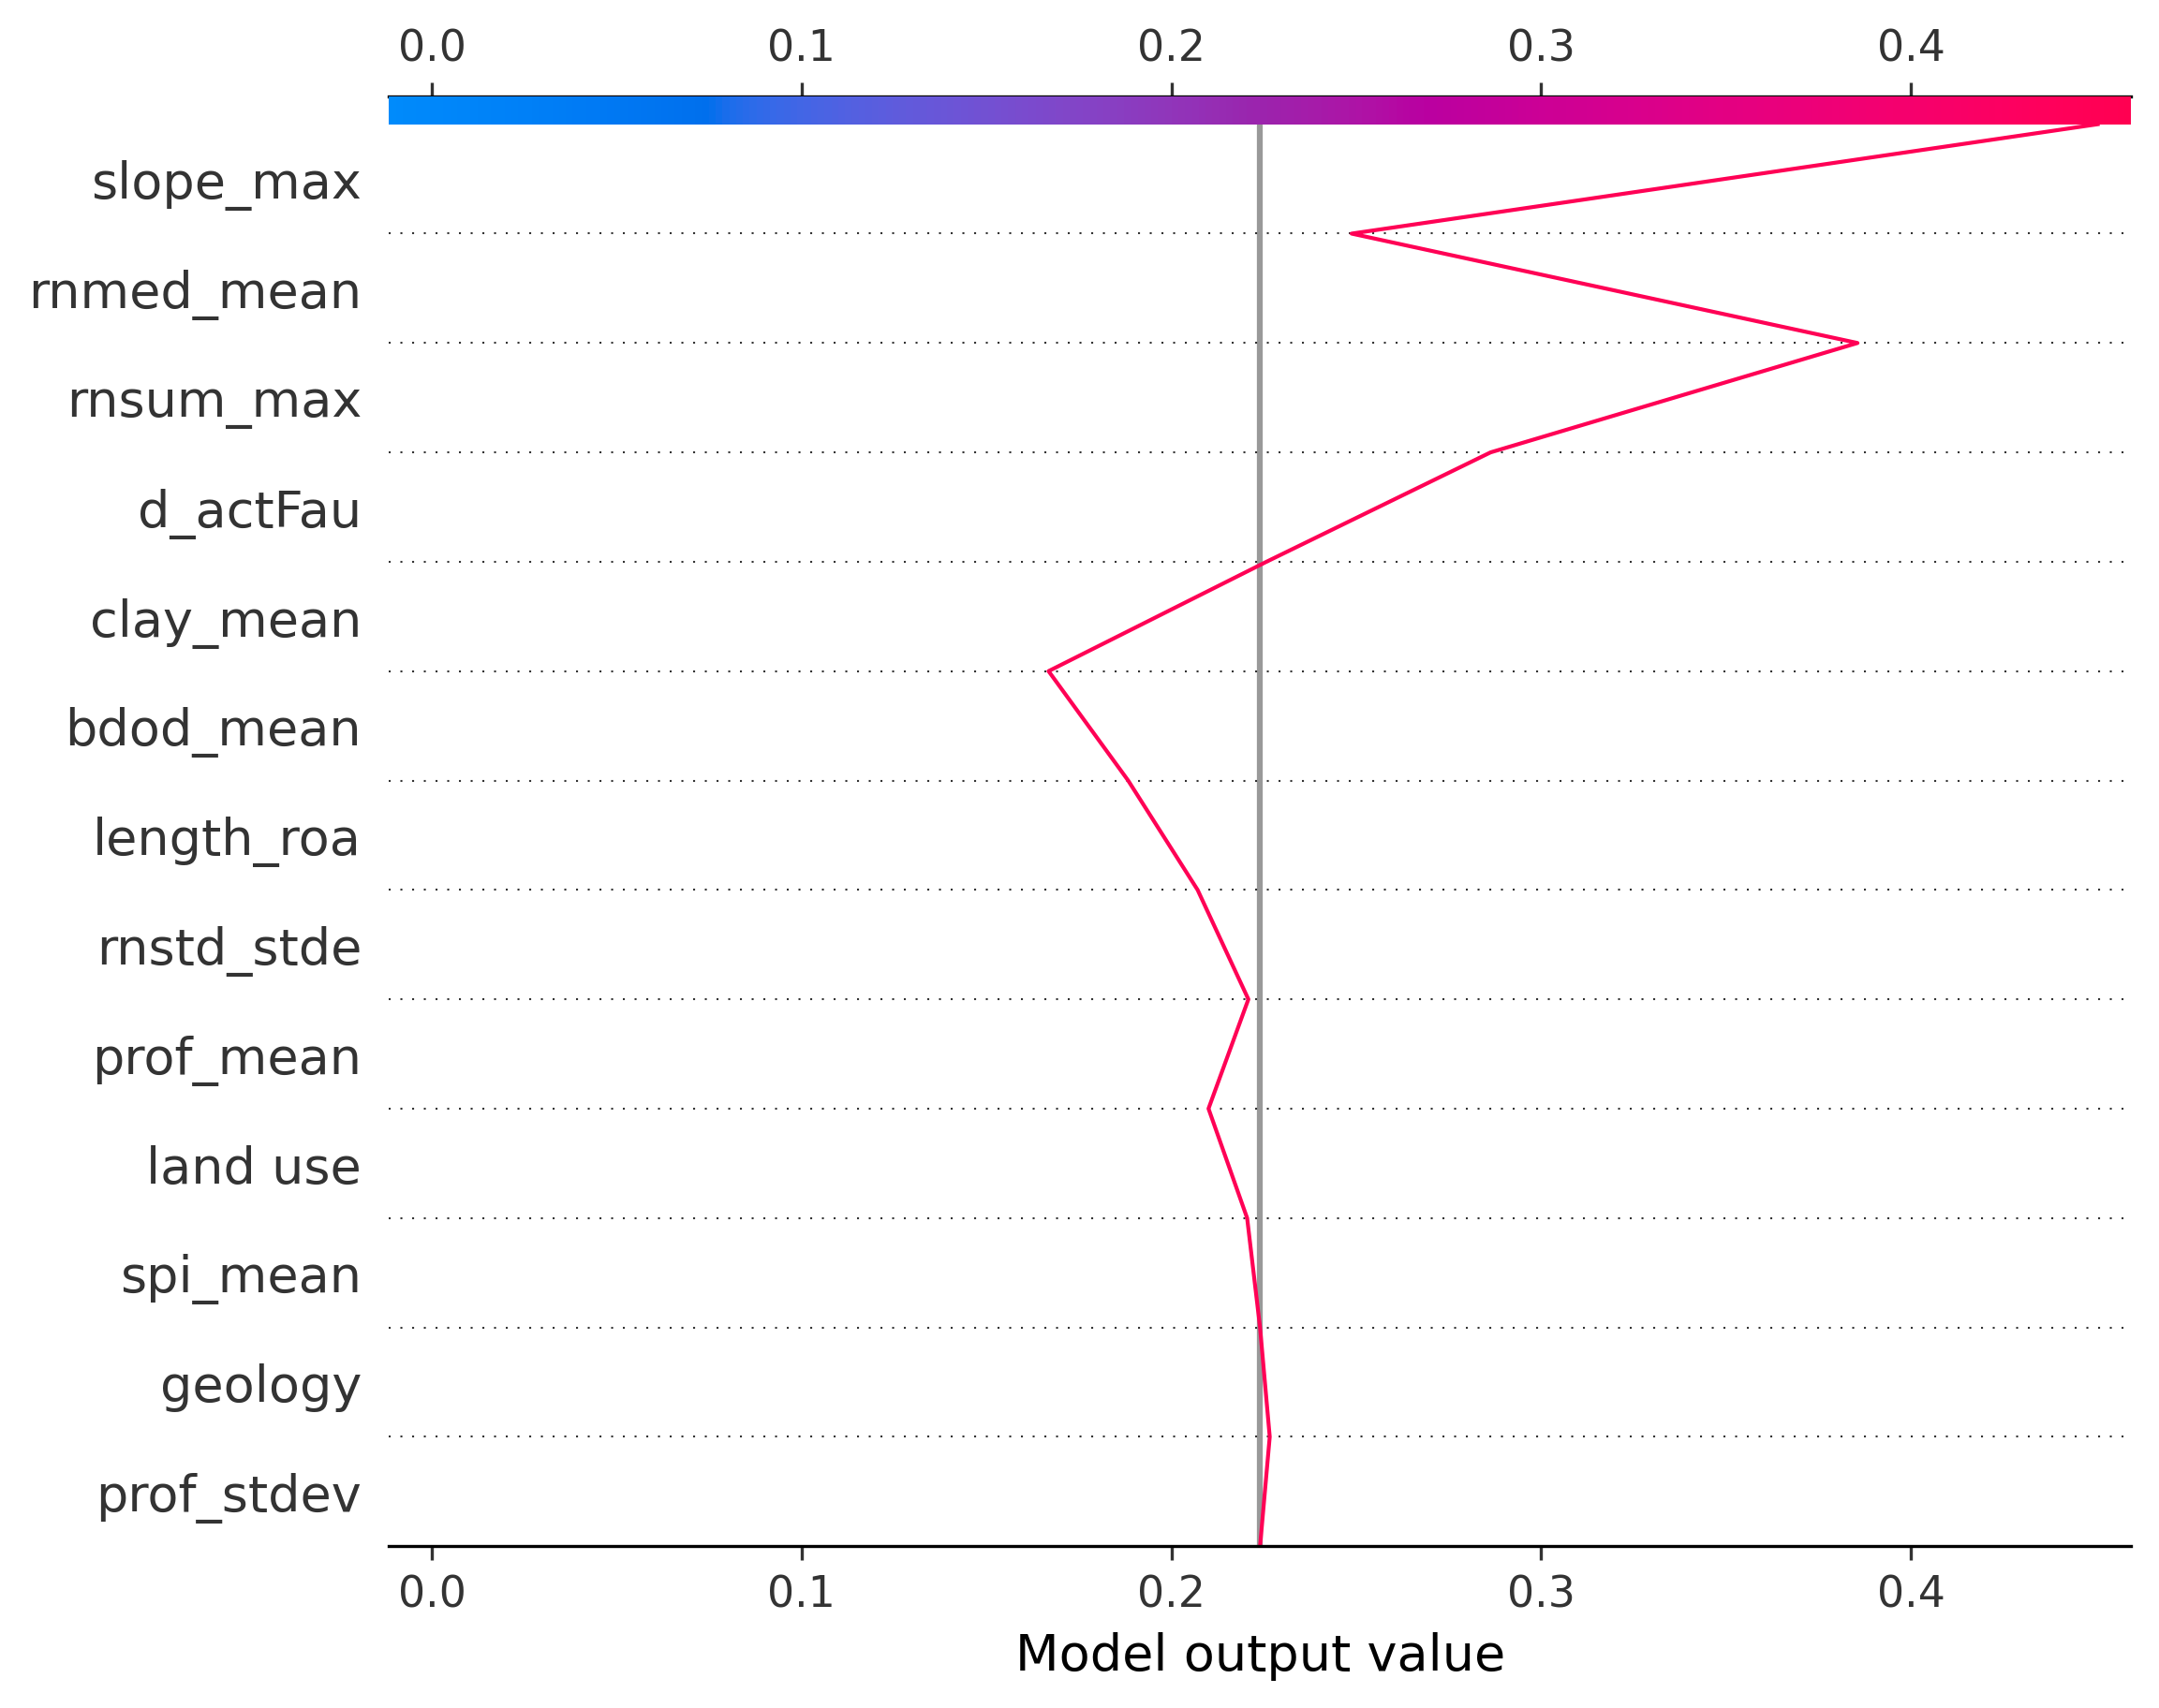 0.0 0.1 0.2 0.3 0.4
slope_max
rnmed_mean
rnsum_max
d_actFau
clay_mean
bdod_mean
length_roa
rnstd_stde
prof_mean
land use
spi_mean
geology
prof_stdev
0.0 0.1 0.2 0.3 0.4
Model output value